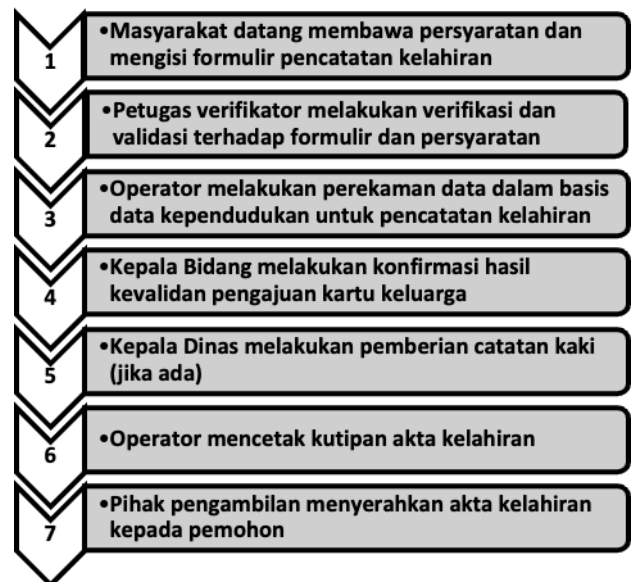 1
•Masyarakat datang membawa persyaratan dan
mengisi formulir pencatatan kelahiran
2
•Petugas verifikator melakukan verifikasi dan
validasi terhadap formulir dan persyaratan
3
•Operator melakukan perekaman data dalam basis
data kependudukan untuk pencatatan kelahiran
4
•Kepala Bidang melakukan konfirmasi hasil
kevalidan pengajuan kartu keluarga
5
•Kepala Dinas melakukan pemberian catatan kaki
(jika ada)
6
•Operator mencetak kutipan akta kelahiran
7
•Pihak pengambilan menyerahkan akta kelahiran
kepada pemohon